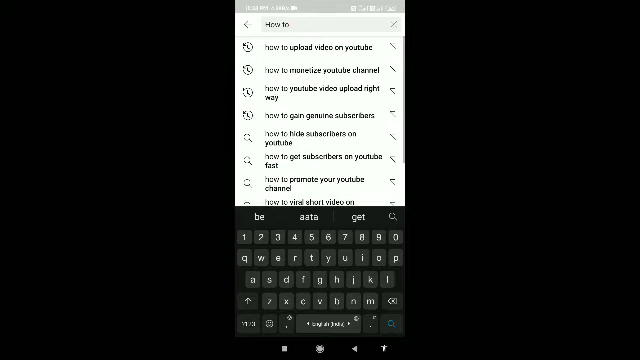 How to
how to upload video on youtube
how to monetize youtube channel
how to youtube video upload right
way
how to gain genuine subscribers
how to hide subscribers on
youtube
how to get subscribers on youtube
fast
how to promote your youtube
channel
how to viral short video on
be aata get
1 2 3 4 5 6 7 8 9 0
q w e r t y u i o p
a s d f g h j k l
z x c v b n m
?123 , English (India) .